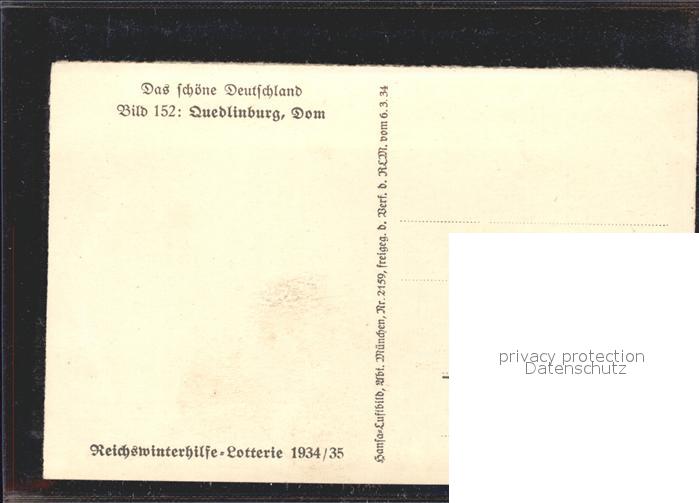 Das schöne Deutschland
Bild 152: Quedlinburg, Dom
Reichswinterhilfe-Lotterie 1934/35
Hansa-Luftbild, Abt. München, Nr. 2159, freigeg. d. Verf. d. RLM. vom 6. 3. 34
privacy protection
Datenschutz